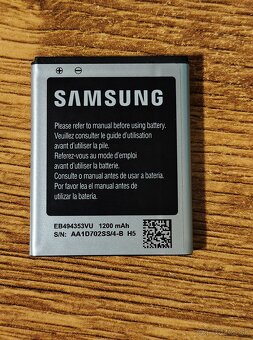 SAMSUNG
Please refer to manual before using battery.
Veuillez consulter le guide d'utilisation
avant d'utiliser la pile.
Referez-vous au mode d'emploi
avant d'utiliser la batterie.
Consulte o manual antes de usar a bateria.
Por favor lea el manual antes de
utilizar la batería.
EB494353VU 1200 mAh
S/N: AA1D702SS/4-B H5